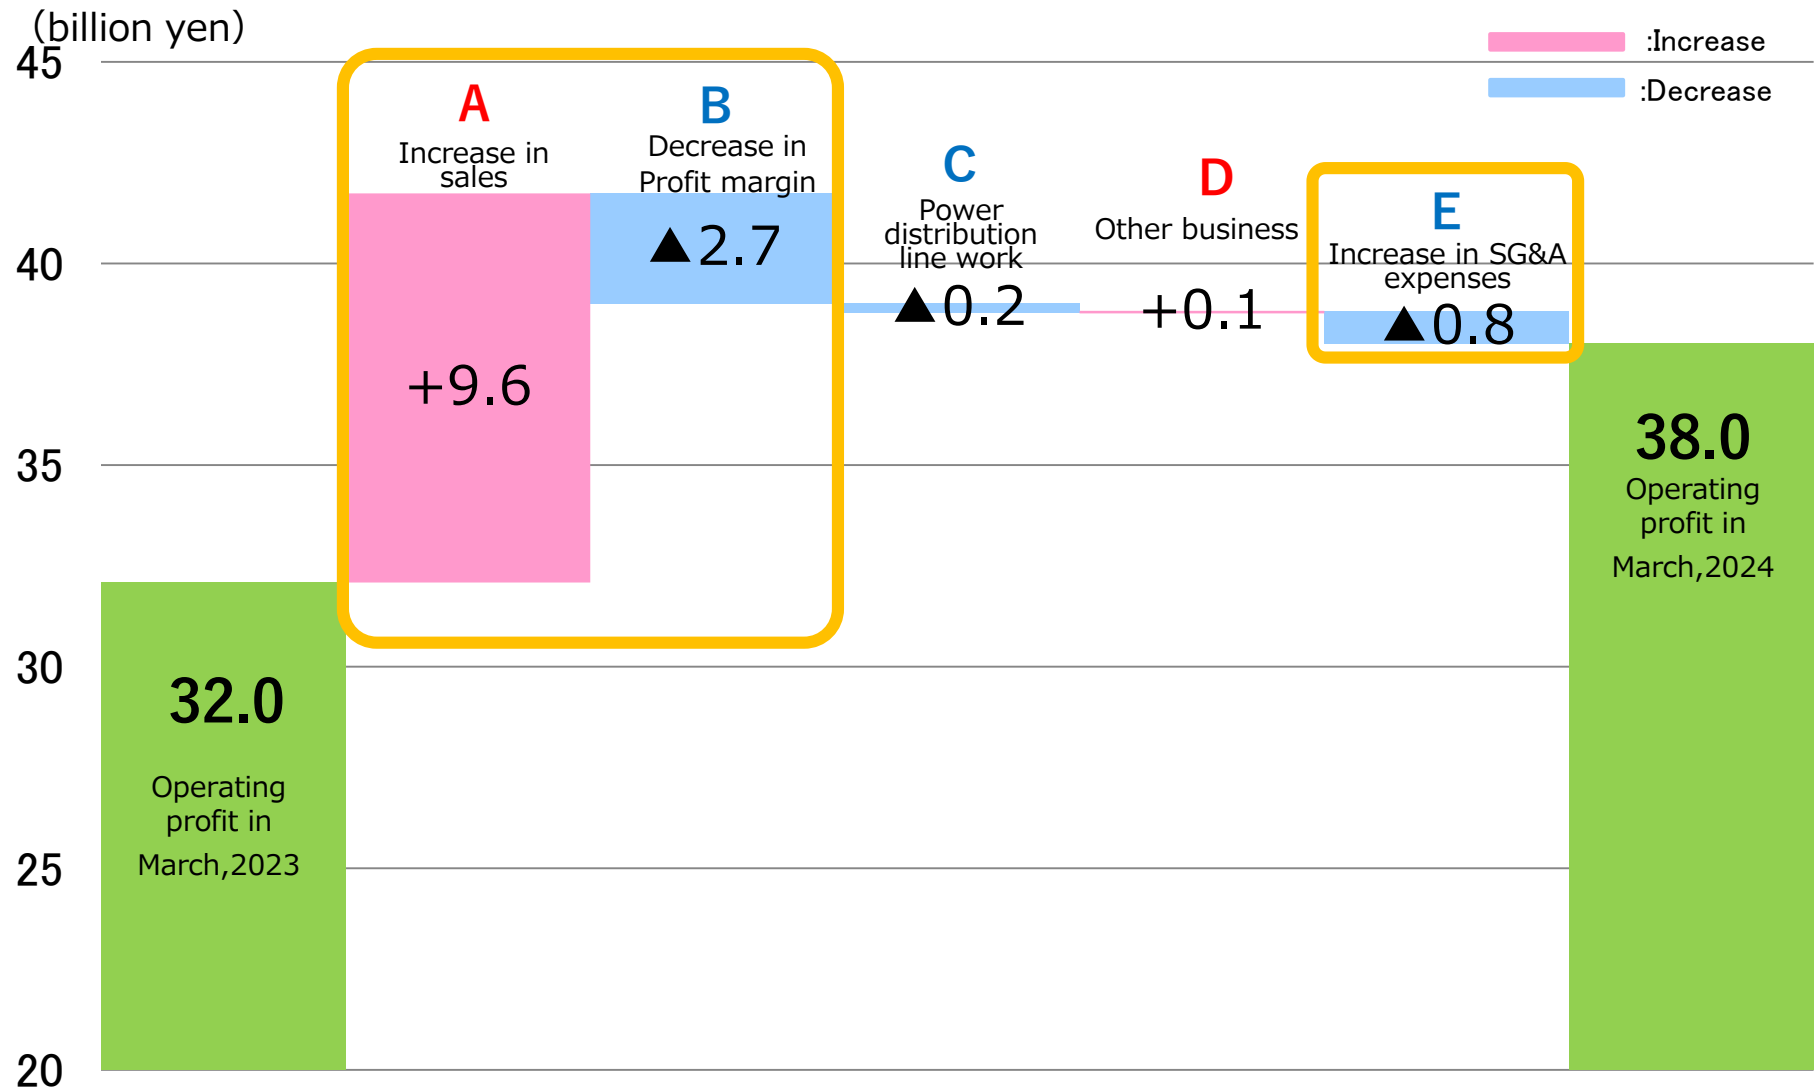 (billion yen)
:Increase
:Decrease
45
40
35
30
25
20
A
Increase in
sales
+9.6
B
Decrease in
Profit margin
▲2.7
C
Power
distribution
line work
▲0.2
D
Other business
+0.1
E
Increase in SG&A
expenses
▲0.8
32.0
Operating
profit in
March,2023
38.0
Operating
profit in
March,2024